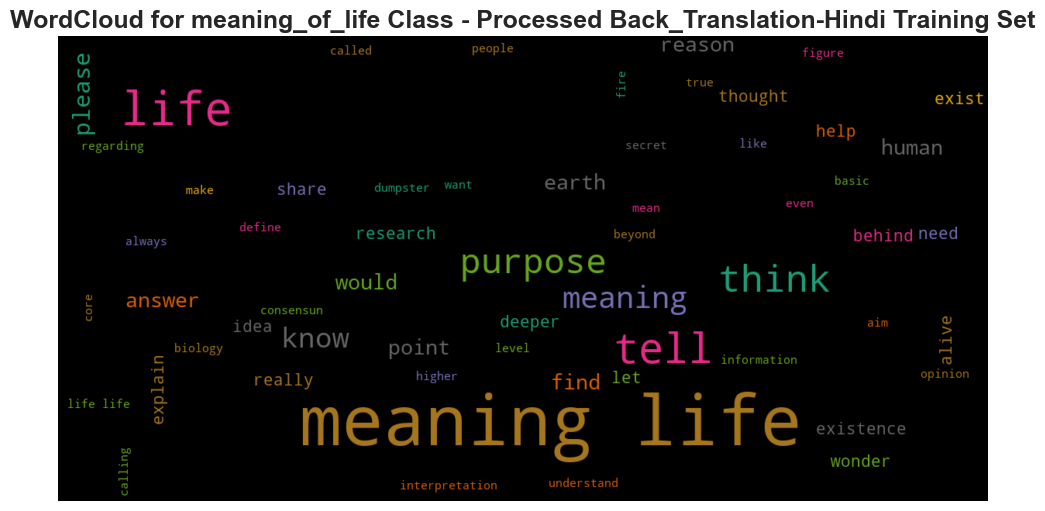 WordCloud for meaning_of_life Class - Processed Back_Translation-Hindi Training Set
called
people
reason
figure
please
life
fire
true
thought
exist
help
regarding
secret
like
human
make
share
dumpster
want
earth
basic
mean
even
define
research
beyond
behind
need
always
purpose
think
would
meaning
answer
core
consensun
idea
know
deeper
aim
point
tell
alive
biology
level
information
explain
really
higher
find
let
opinion
life life
meaning life
existence
wonder
calling
interpretation
understand